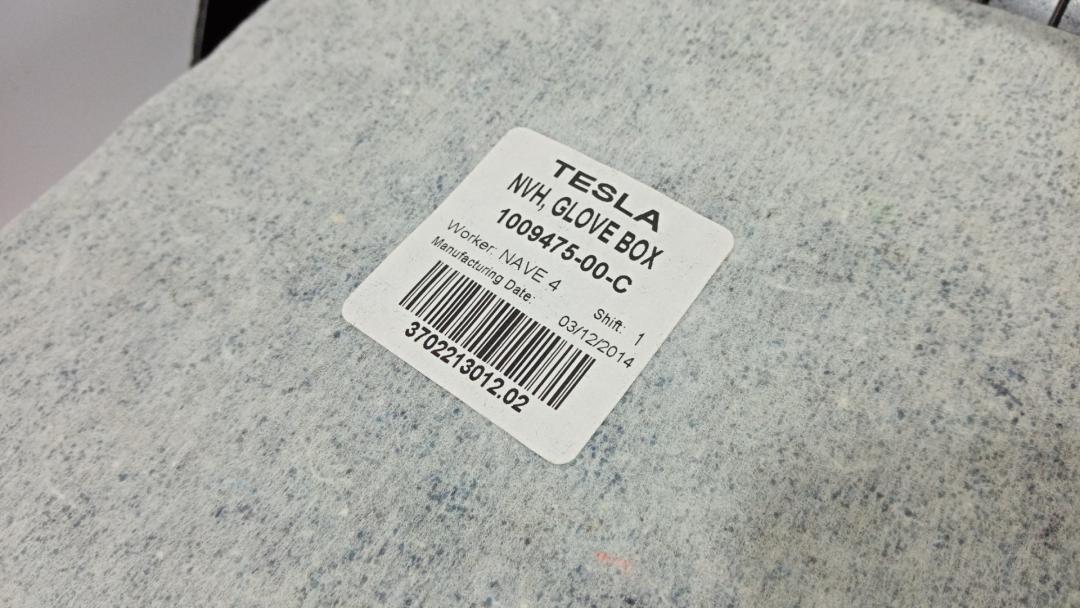 TESLA
NVH, GLOVE BOX
1009475-00-C
Worker: NAVE 4 Shift: 1
Manufacturing Date: 03/12/2014
3702213012.02